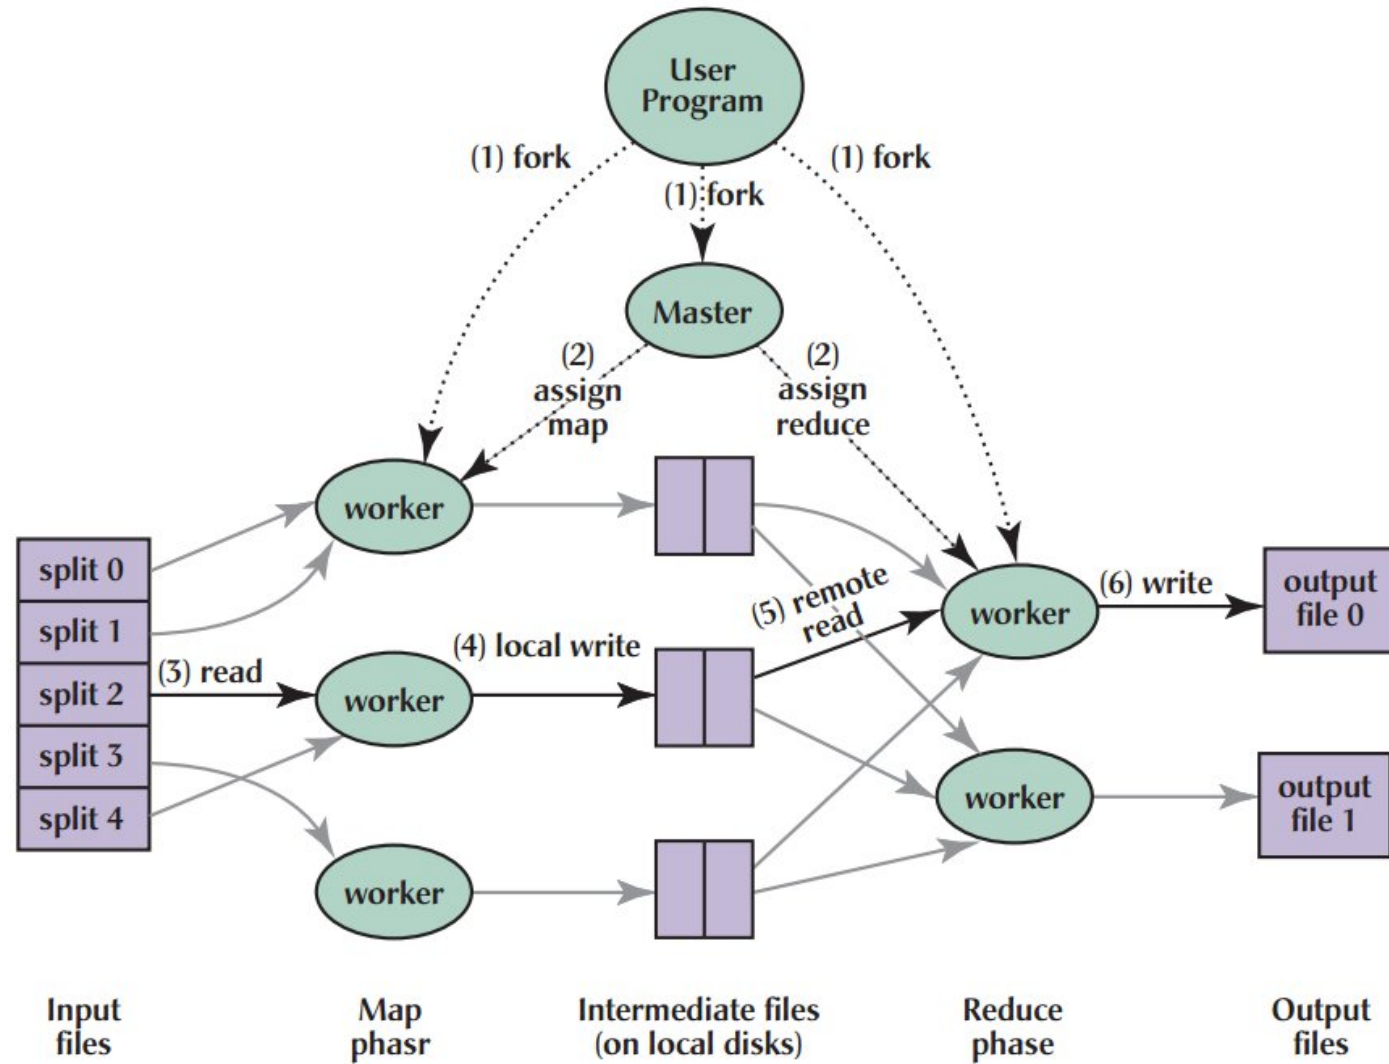 User
Program
(1) fork
(1) fork
(1) fork
Master
(2)
assign
map
(2)
assign
reduce
worker
split 0
split 1
split 2
split 3
split 4
(3) read
worker
(4) local write
worker
(5) remote
read
worker
(6) write
output
file 0
worker
output
file 1
Input
files
Map
phasr
Intermediate files
(on local disks)
Reduce
phase
Output
files